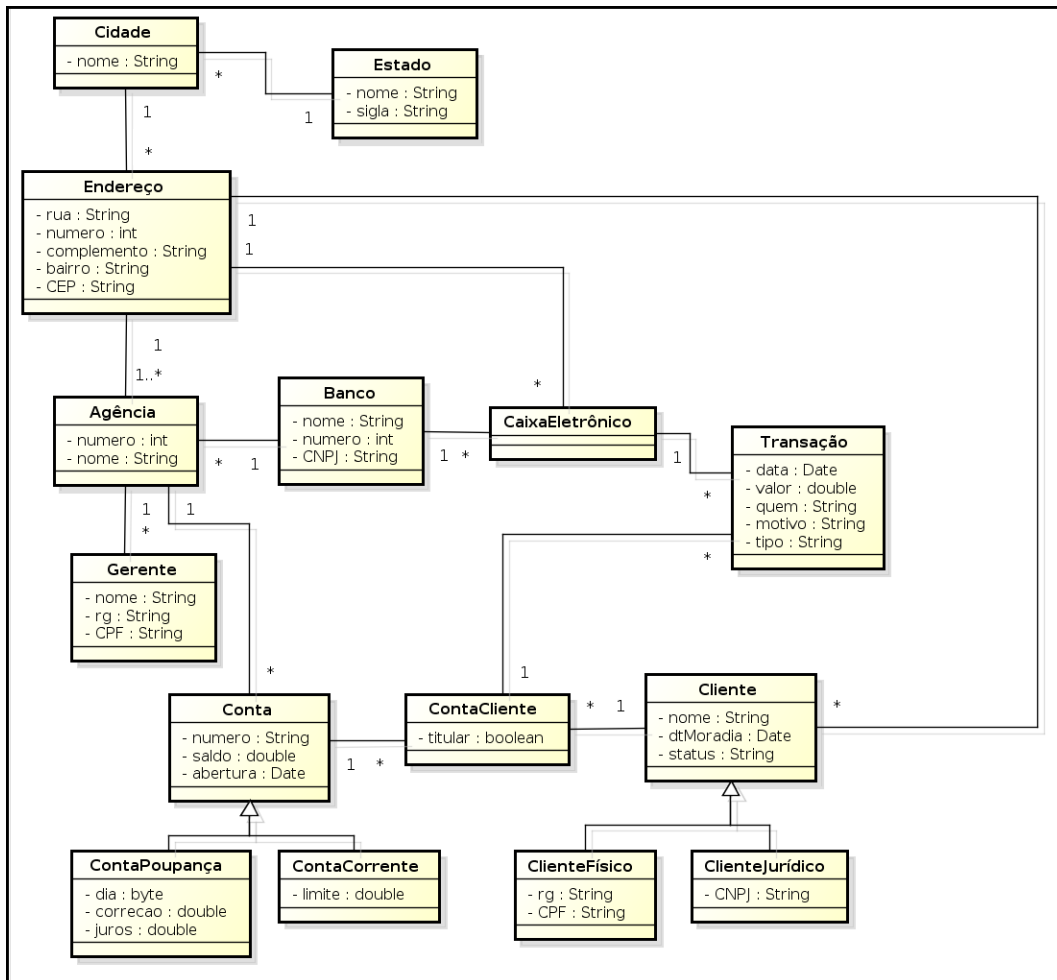 Cidade
- nome : String
*
1
Estado
- nome : String
- sigla : String
1
*
Endereço
- rua : String
- numero : int
- complemento : String
- bairro : String
- CEP : String
1
1
1
1..*
*
Agência
- numero : int
- nome : String
*
1
Banco
- nome : String
- numero : int
- CNPJ : String
1
*
CaixaEletrônico
1
*
Transação
- data : Date
- valor : double
- quem : String
- motivo : String
- tipo : String
*
1
1
*
Gerente
- nome : String
- rg : String
- CPF : String
*
1
Conta
- numero : String
- saldo : double
- abertura : Date
1
*
ContaCliente
- titular : boolean
*
1
Cliente
- nome : String
- dtMoradia : Date
- status : String
*
ContaPoupança
- dia : byte
- correcao : double
- juros : double
ContaCorrente
- limite : double
ClienteFísico
- rg : String
- CPF : String
ClienteJurídico
- CNPJ : String